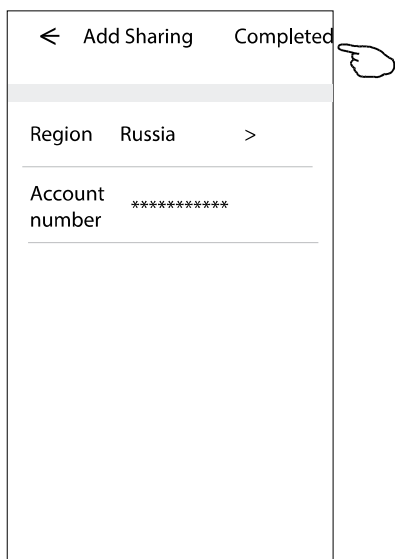 ← Add Sharing Completed
Region Russia >
Account
number ***********